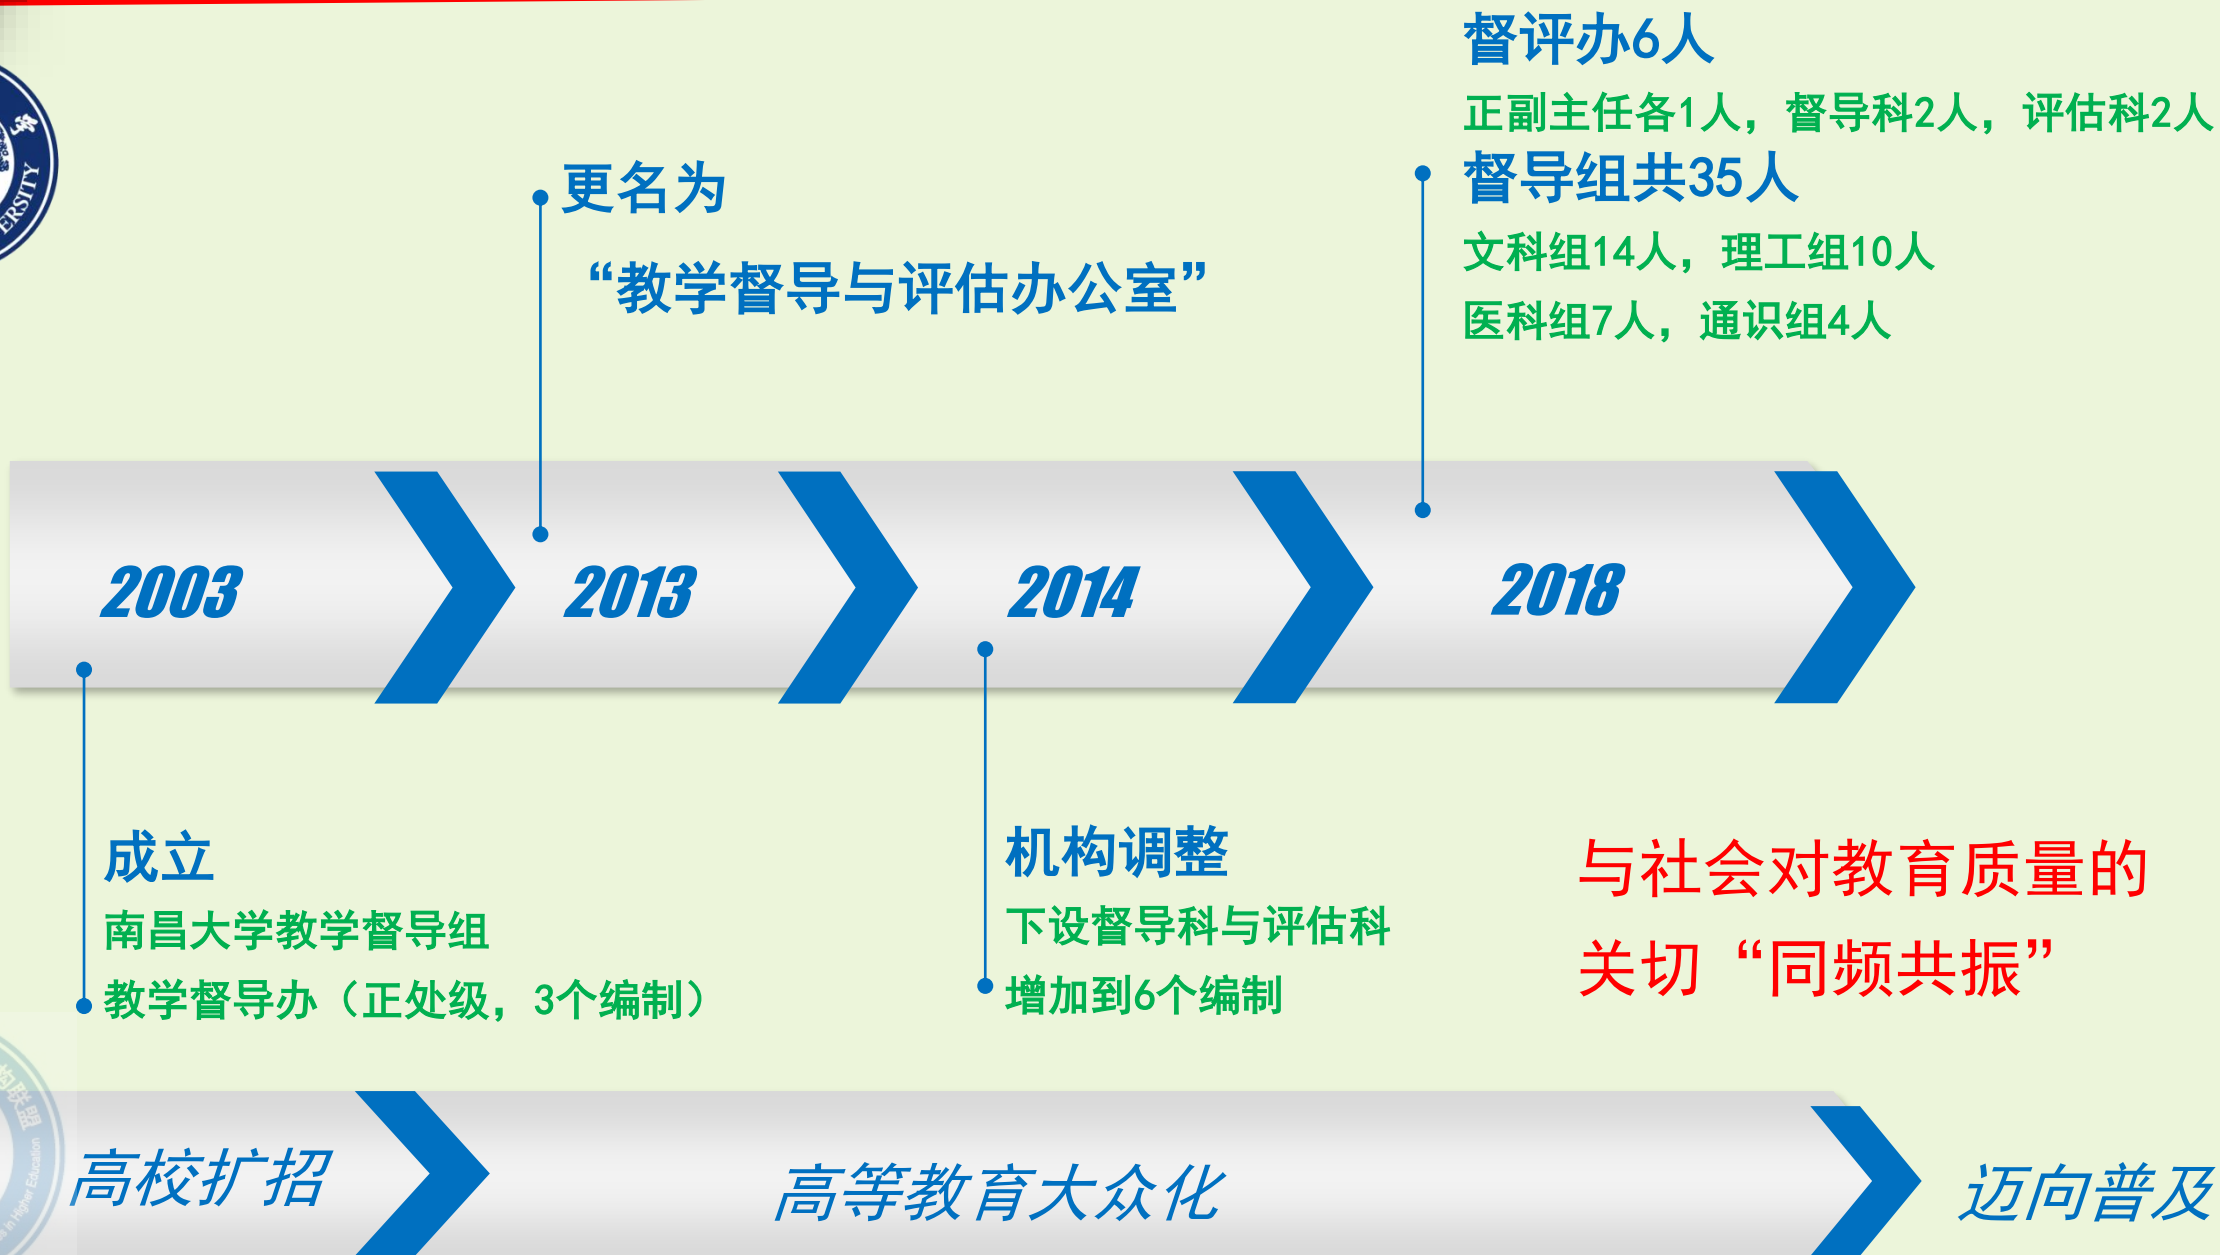 督评办6人
正副主任各1人，督导科2人，评估科2人
督导组共35人
文科组14人，理工组10人
医科组7人，通识组4人
更名为
“教学督导与评估办公室”
2003
2013
2014
2018
成立
南昌大学教学督导组
教学督导办（正处级，3个编制）
机构调整
下设督导科与评估科
增加到6个编制
与社会对教育质量的
关切“同频共振”
高校扩招
高等教育大众化
迈向普及
ERSITY
构联盟
in Higher Education